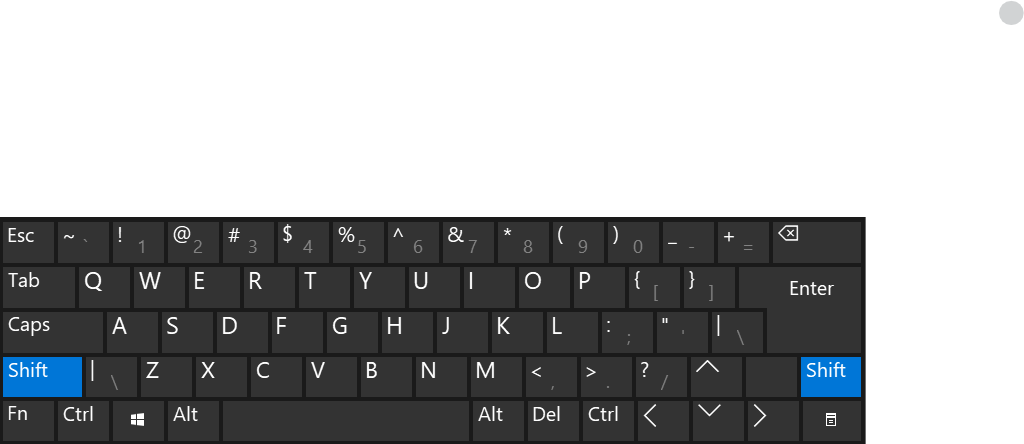 Esc ~ ` ! 1 @ 2 # 3 $ 4 % 5 ^ 6 & 7 * 8 ( 9 ) 0 _ - + =
Tab Q W E R T Y U I O P { [ } ] Enter
Caps A S D F G H J K L : ; " ' | \
Shift | \ Z X C V B N M < , > . ? / Shift
Fn Ctrl Alt Alt Del Ctrl